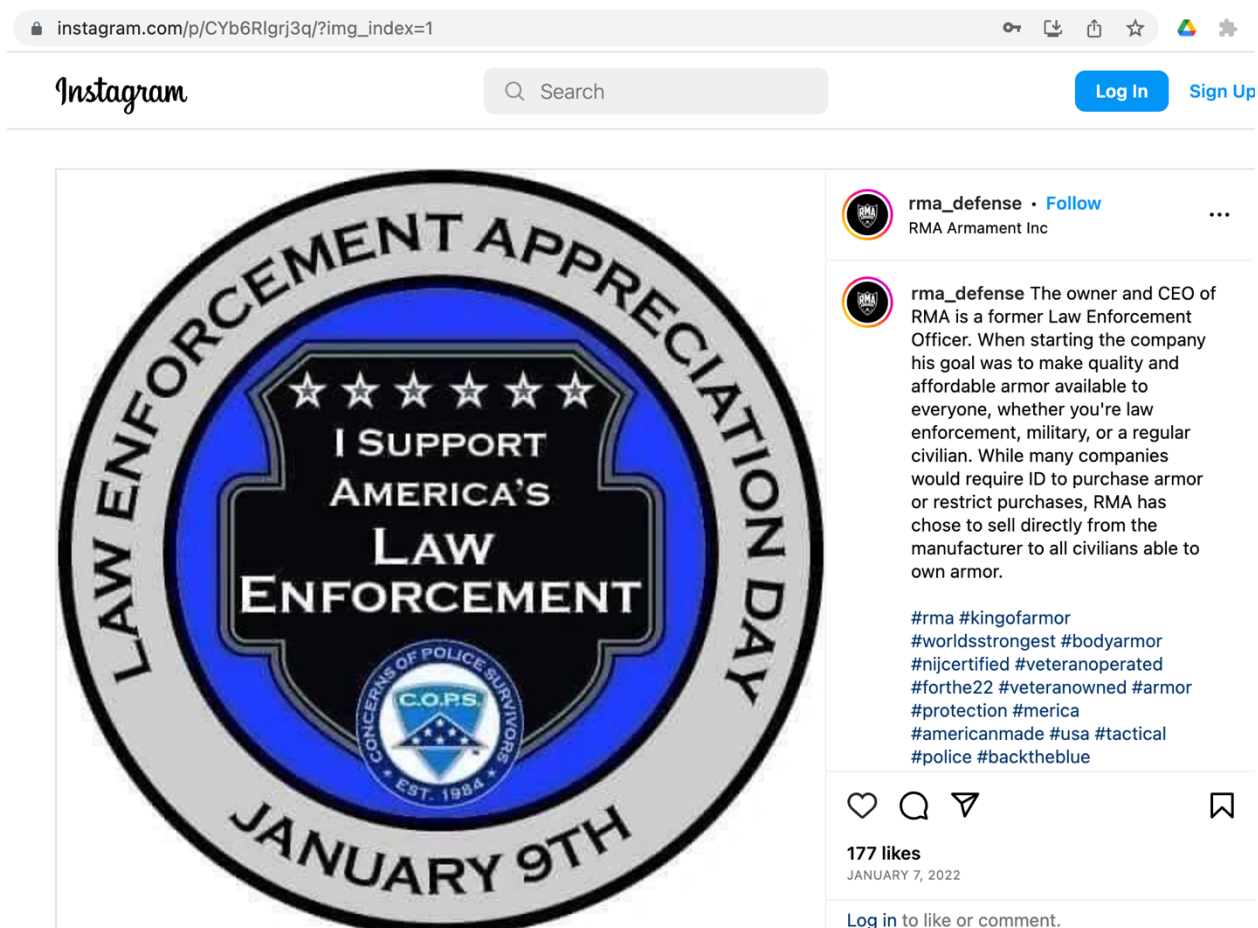 instagram.com/p/CYb6RIgrj3q/?img_index=1
Instagram
Search
Log In
Sign Up
LAW ENFORCEMENT APPRECIATION DAY
I SUPPORT
AMERICA'S
LAW
ENFORCEMENT
CONCERNS OF POLICE SURVIVORS
C.O.P.S.
EST. 1984
JANUARY 9TH
RMA
rma_defense • Follow
RMA Armament Inc
RMA
rma_defense The owner and CEO of
RMA is a former Law Enforcement
Officer. When starting the company
his goal was to make quality and
affordable armor available to
everyone, whether you're law
enforcement, military, or a regular
civilian. While many companies
would require ID to purchase armor
or restrict purchases, RMA has
chose to sell directly from the
manufacturer to all civilians able to
own armor.
#rma #kingofarmor
#worldsstrongest #bodyarmor
#nijcertified #veteranoperated
#forthe22 #veteranowned #armor
#protection #merica
#americanmade #usa #tactical
#police #backtheblue
177 likes
JANUARY 7, 2022
Log in to like or comment.